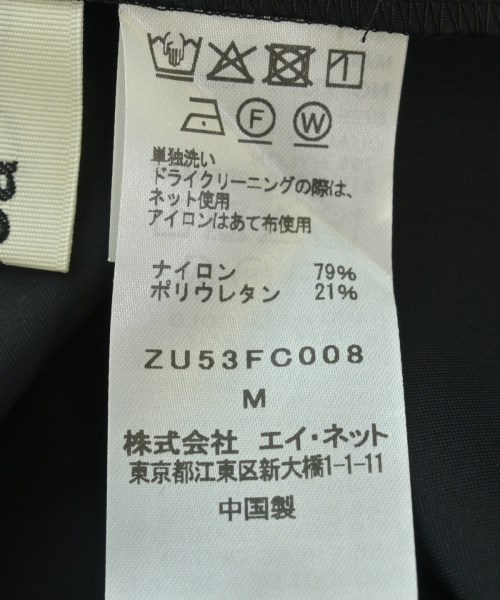 F W
単独洗い
ドライクリーニングの際は、
ネット使用
アイロンはあて布使用
ナイロン 79%
ポリウレタン 21%
ZU53FC008
M
株式会社 エイ・ネット
東京都江東区新大橋1-1-11
中国製